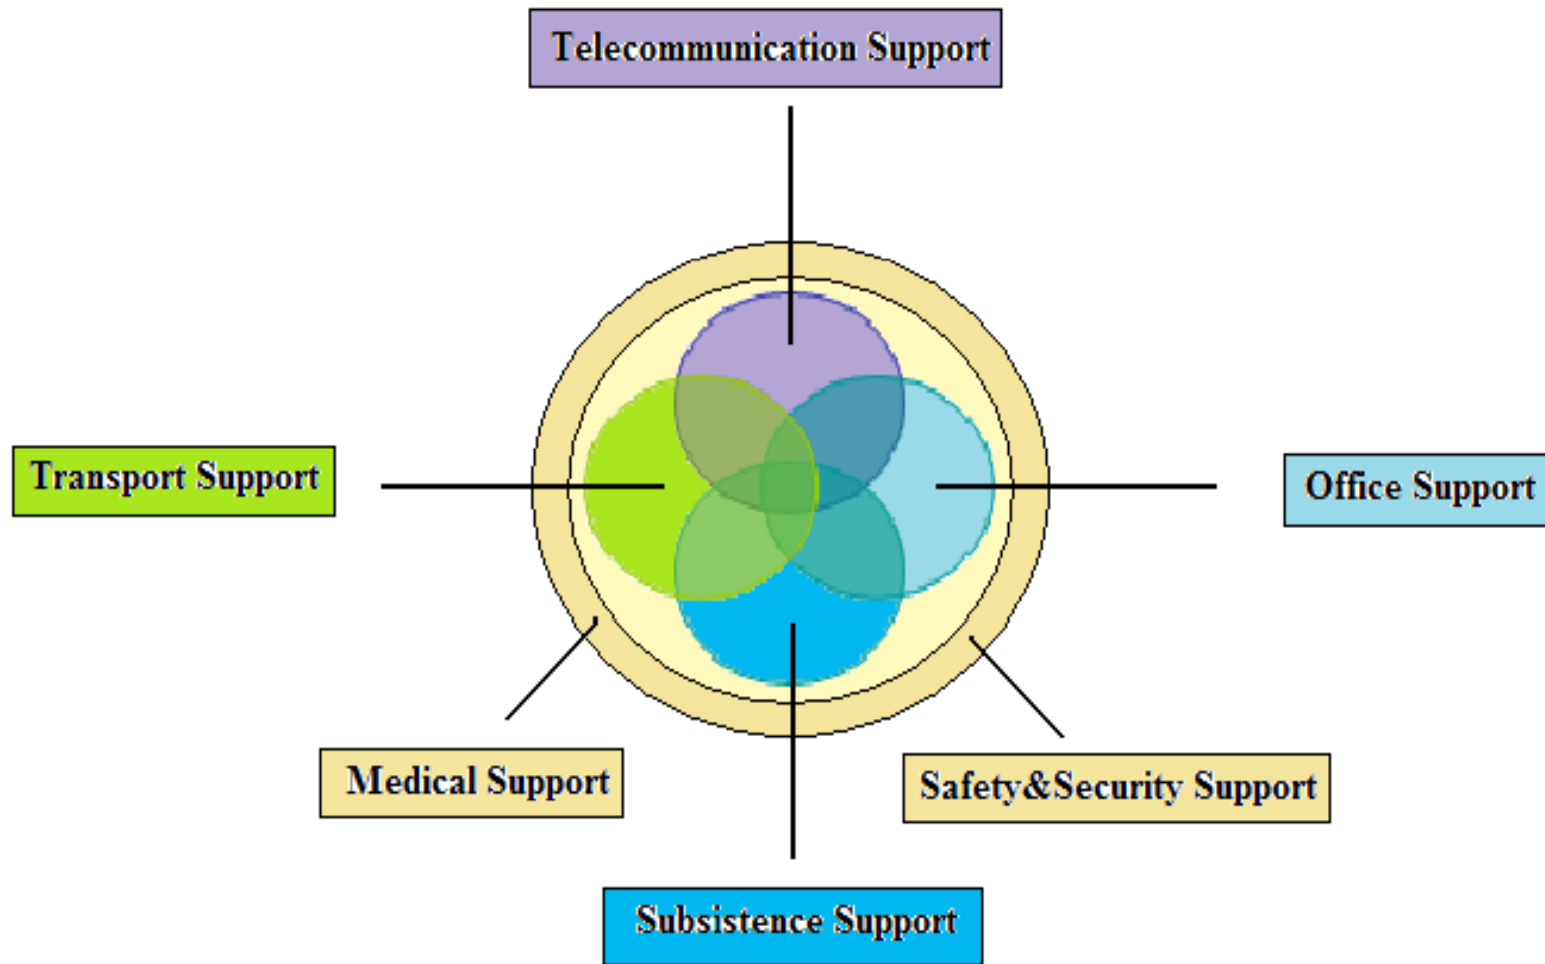 Telecommunication Support
Transport Support
Office Support
Medical Support
Safety&Security Support
Subsistence Support